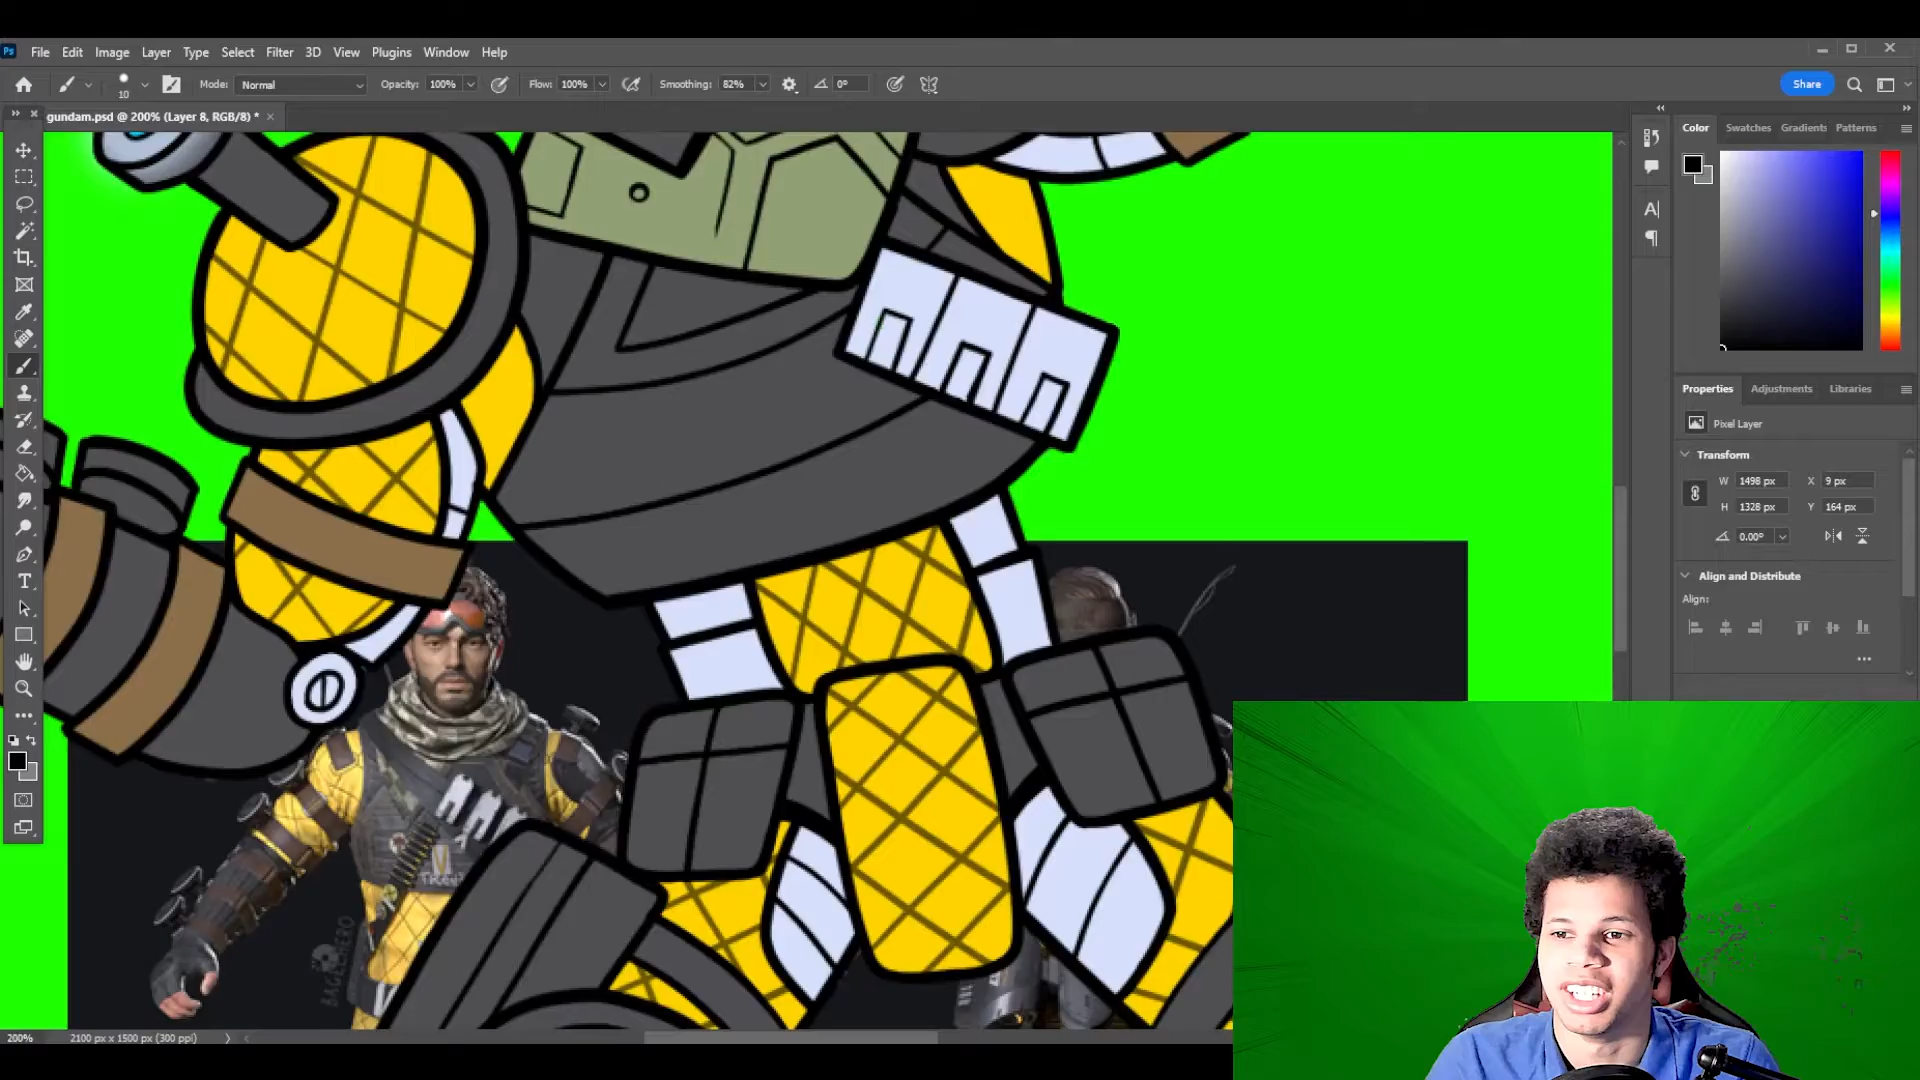 Ps File Edit Image Layer Type Select Filter 3D View Plugins Window Help
10 Mode: Normal Opacity: 100% Flow: 100% Smoothing: 82% 0° Share
gundam.psd @ 200% (Layer 8, RGB/8) * ×
Color Swatches Gradients Patterns
Properties Adjustments Libraries
Pixel Layer
Transform
W 1498 px X 9 px
H 1328 px Y 164 px
0.00°
Align and Distribute
Align:
200% 2100 px x 1500 px (300 ppi)